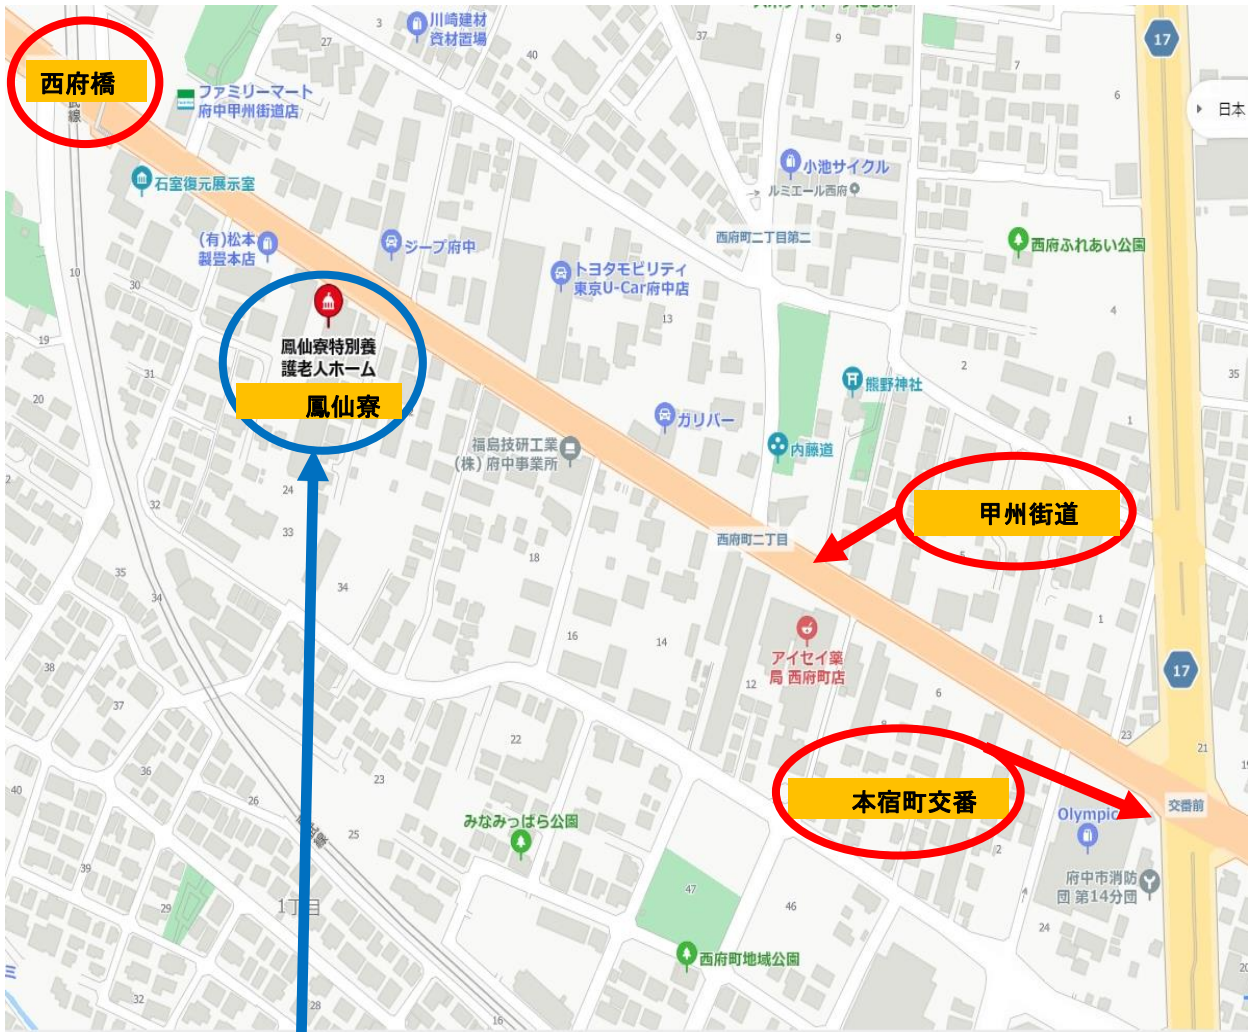 3
川崎建材
資材置場
37
9
17
27
40
7
6
西府橋
武
線
ファミリーマート
府中甲州街道店
日本
小池サイクル
ルミエール西府
石室復元展示室
(有)松本
製畳本店
ジープ府中
西府町二丁目第二
西府ふれあい公園
トヨタモビリティ
東京U-Car府中店
10
30
13
4
19
鳳仙寮特別養
護老人ホーム
鳳仙寮
31
20
2
35
熊野神社
ガリバー
1
福島技研工業
(株) 府中事業所
内藤道
24
32
33
甲州街道
西府町二丁目
18
5
35
34
34
1
16
14
アイセイ薬
局 西府町店
38
12
6
17
37
22
8
23
21
36
23
40
26
本宿町交番
交番前
みなみっぱら公園
25
Olympic
2
39
府中市消防
団 第14分団
47
29
1丁目
46
4
24
西府町地域公園
三
32
28
16
20